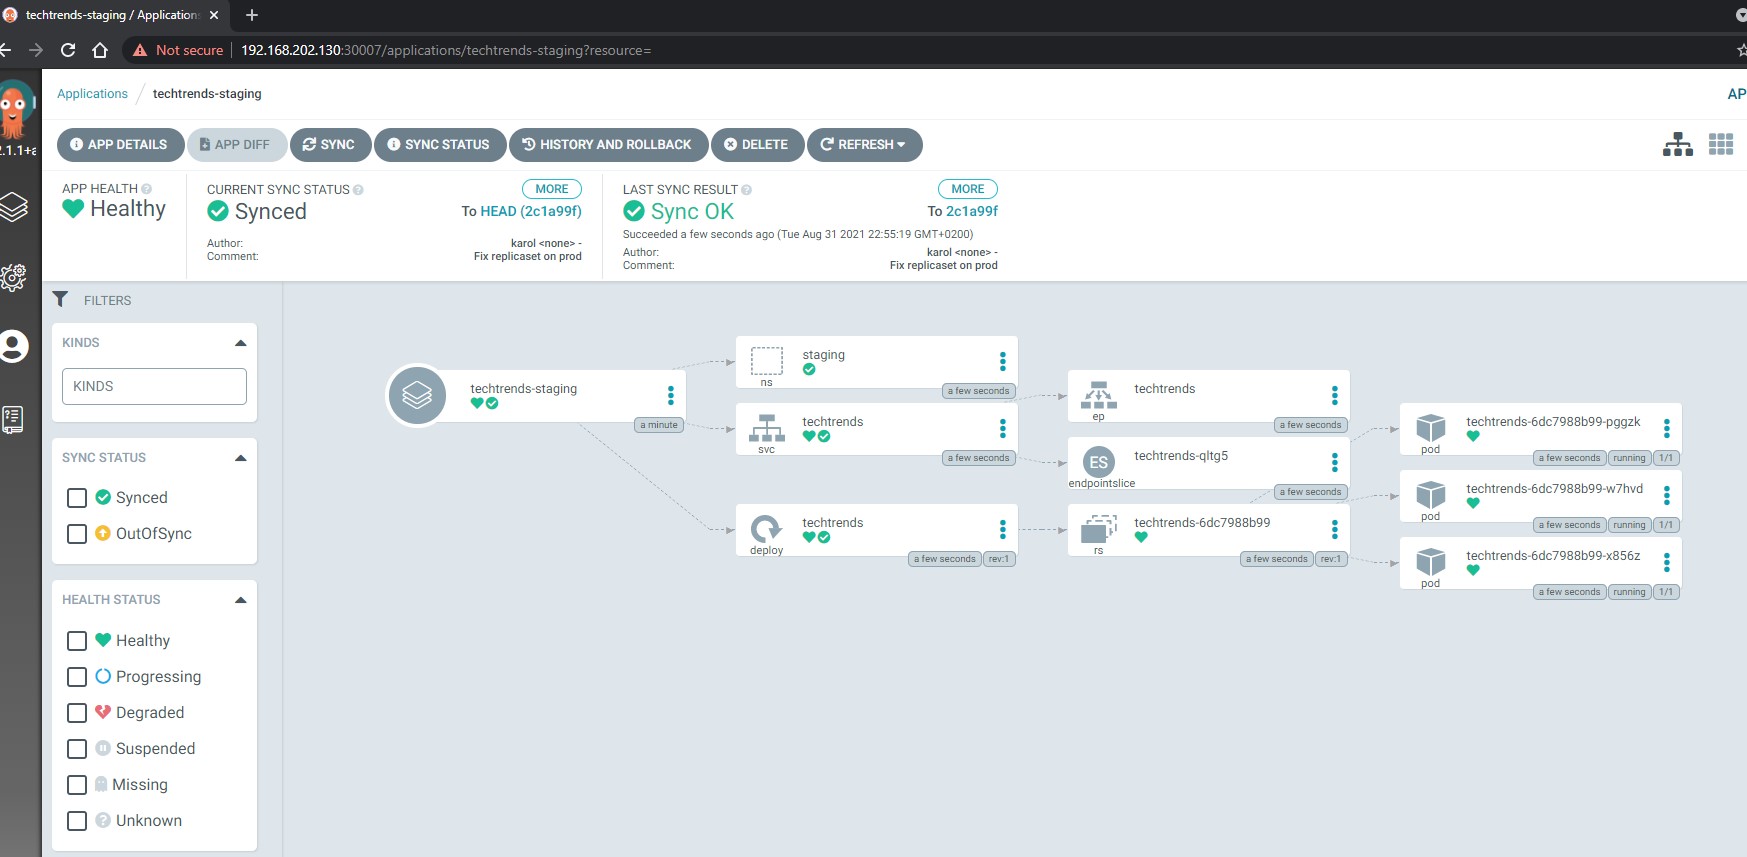 techtrends-staging / Applications
Not secure 192.168.202.130:30007/applications/techtrends-staging?resource=
Applications / techtrends-staging
AP
APP DETAILS APP DIFF SYNC SYNC STATUS HISTORY AND ROLLBACK DELETE REFRESH
2.1.1+a
APP HEALTH
Healthy
CURRENT SYNC STATUS MORE
Synced To HEAD (2c1a99f)
Author: karol <none> -
Comment: Fix replicaset on prod
LAST SYNC RESULT MORE
Sync OK To 2c1a99f
Succeeded a few seconds ago (Tue Aug 31 2021 22:55:19 GMT+0200)
Author: karol <none> -
Comment: Fix replicaset on prod
FILTERS
KINDS
KINDS
SYNC STATUS
Synced
OutOfSync
HEALTH STATUS
Healthy
Progressing
Degraded
Suspended
Missing
Unknown
techtrends-staging
a minute
staging
ns
a few seconds
techtrends
svc
a few seconds
techtrends
deploy
a few seconds rev:1
techtrends
ep
a few seconds
ES techtrends-qltg5
endpointslice
a few seconds
techtrends-6dc7988b99
rs
a few seconds rev:1
techtrends-6dc7988b99-pggzk
pod
a few seconds running 1/1
techtrends-6dc7988b99-w7hvd
pod
a few seconds running 1/1
techtrends-6dc7988b99-x856z
pod
a few seconds running 1/1